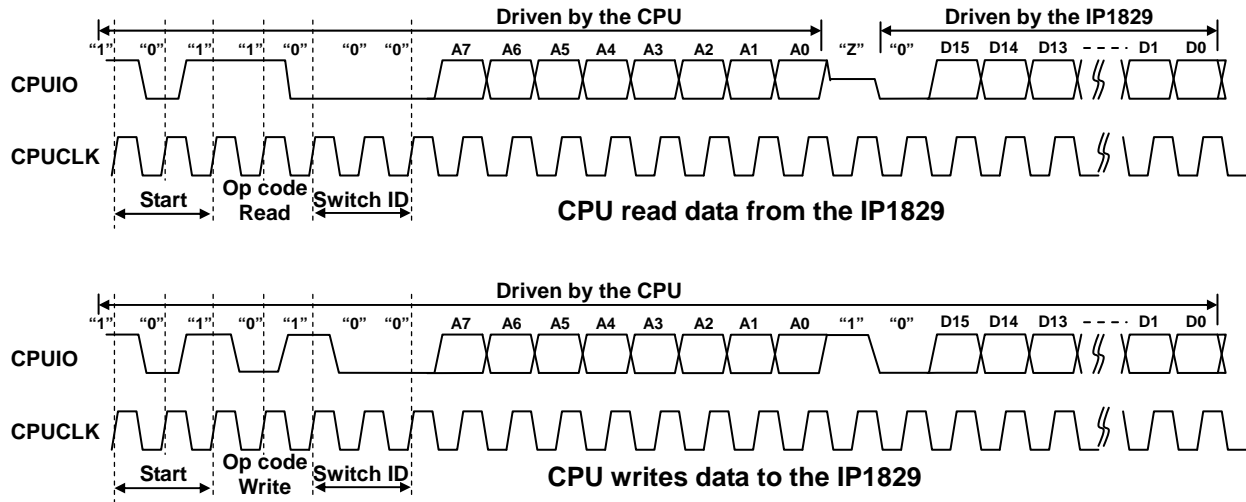 Driven by the CPU Driven by the IP1829
“1” “0” “1” “1” “0” “0” “0” A7 A6 A5 A4 A3 A2 A1 A0 “Z” “0” D15 D14 D13 D1 D0
CPUIO
CPUCLK
Start Op code Read Switch ID
CPU read data from the IP1829
Driven by the CPU
“1” “0” “1” “0” “1” “0” “0” A7 A6 A5 A4 A3 A2 A1 A0 “1” “0” D15 D14 D13 D1 D0
CPUIO
CPUCLK
Start Op code Write Switch ID
CPU writes data to the IP1829